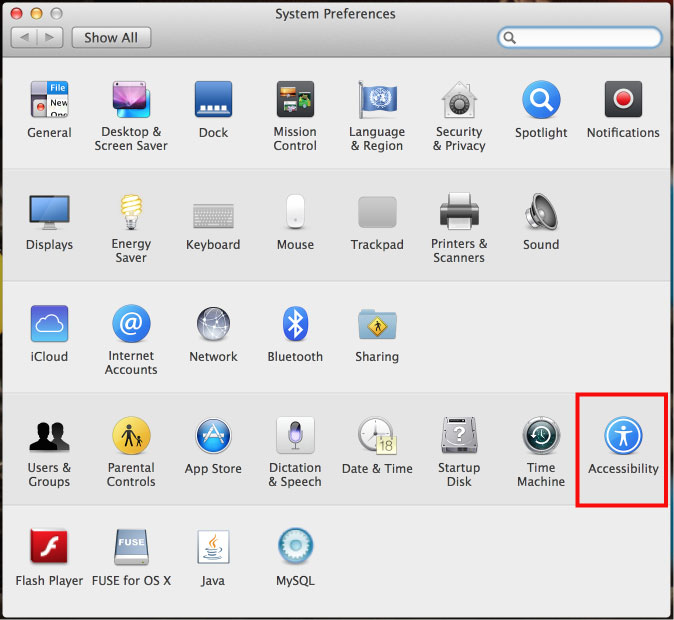 System Preferences
Show All
File
New
General
Desktop &
Screen Saver
Dock
Mission
Control
Language
& Region
Security
& Privacy
Spotlight
Notifications
Displays
Energy
Saver
Keyboard
Mouse
Trackpad
Printers &
Scanners
Sound
iCloud
@
Internet
Accounts
Network
Bluetooth
Sharing
Users &
Groups
Parental
Controls
App Store
Dictation
& Speech
18
Date & Time
?
Startup
Disk
Time
Machine
Accessibility
Flash Player
FUSE
FUSE for OS X
Java
MySQL